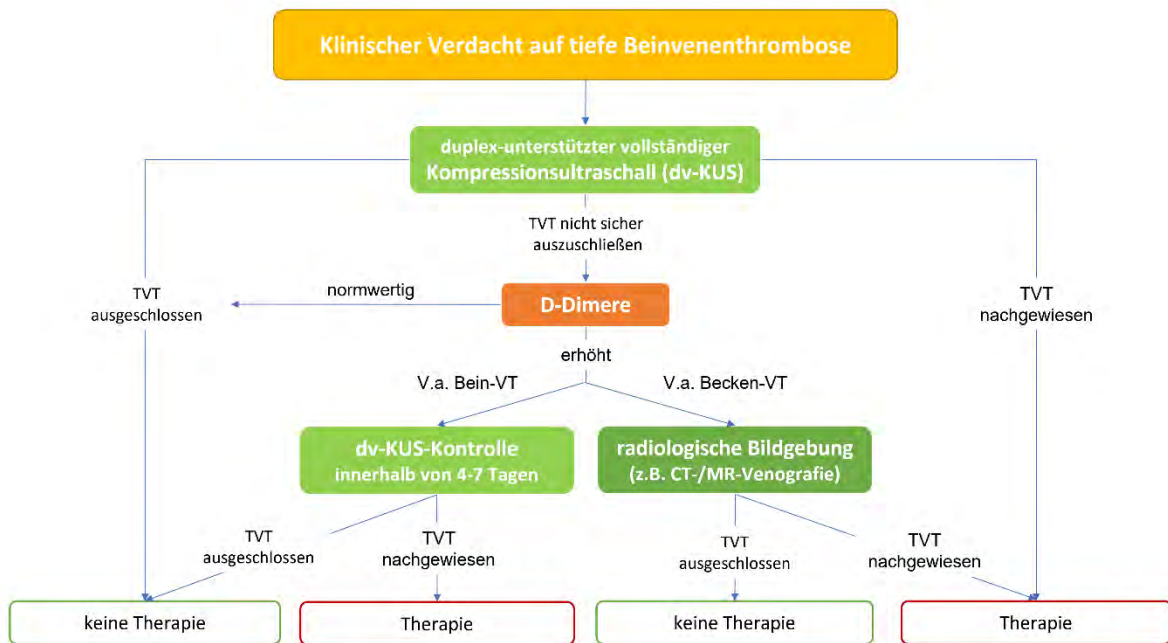 Klinischer Verdacht auf tiefe Beinvenenthrombose
duplex-unterstützter vollständiger
Kompressionsultraschall (dv-KUS)
TVT nicht sicher
auszuschließen
TVT
ausgeschlossen
normwertig
D-Dimere
TVT
nachgewiesen
erhöht
V.a. Bein-VT
V.a. Becken-VT
dv-KUS-Kontrolle
innerhalb von 4-7 Tagen
radiologische Bildgebung
(z.B. CT-/MR-Venografie)
TVT
ausgeschlossen
TVT
nachgewiesen
TVT
ausgeschlossen
TVT
nachgewiesen
keine Therapie
Therapie
keine Therapie
Therapie